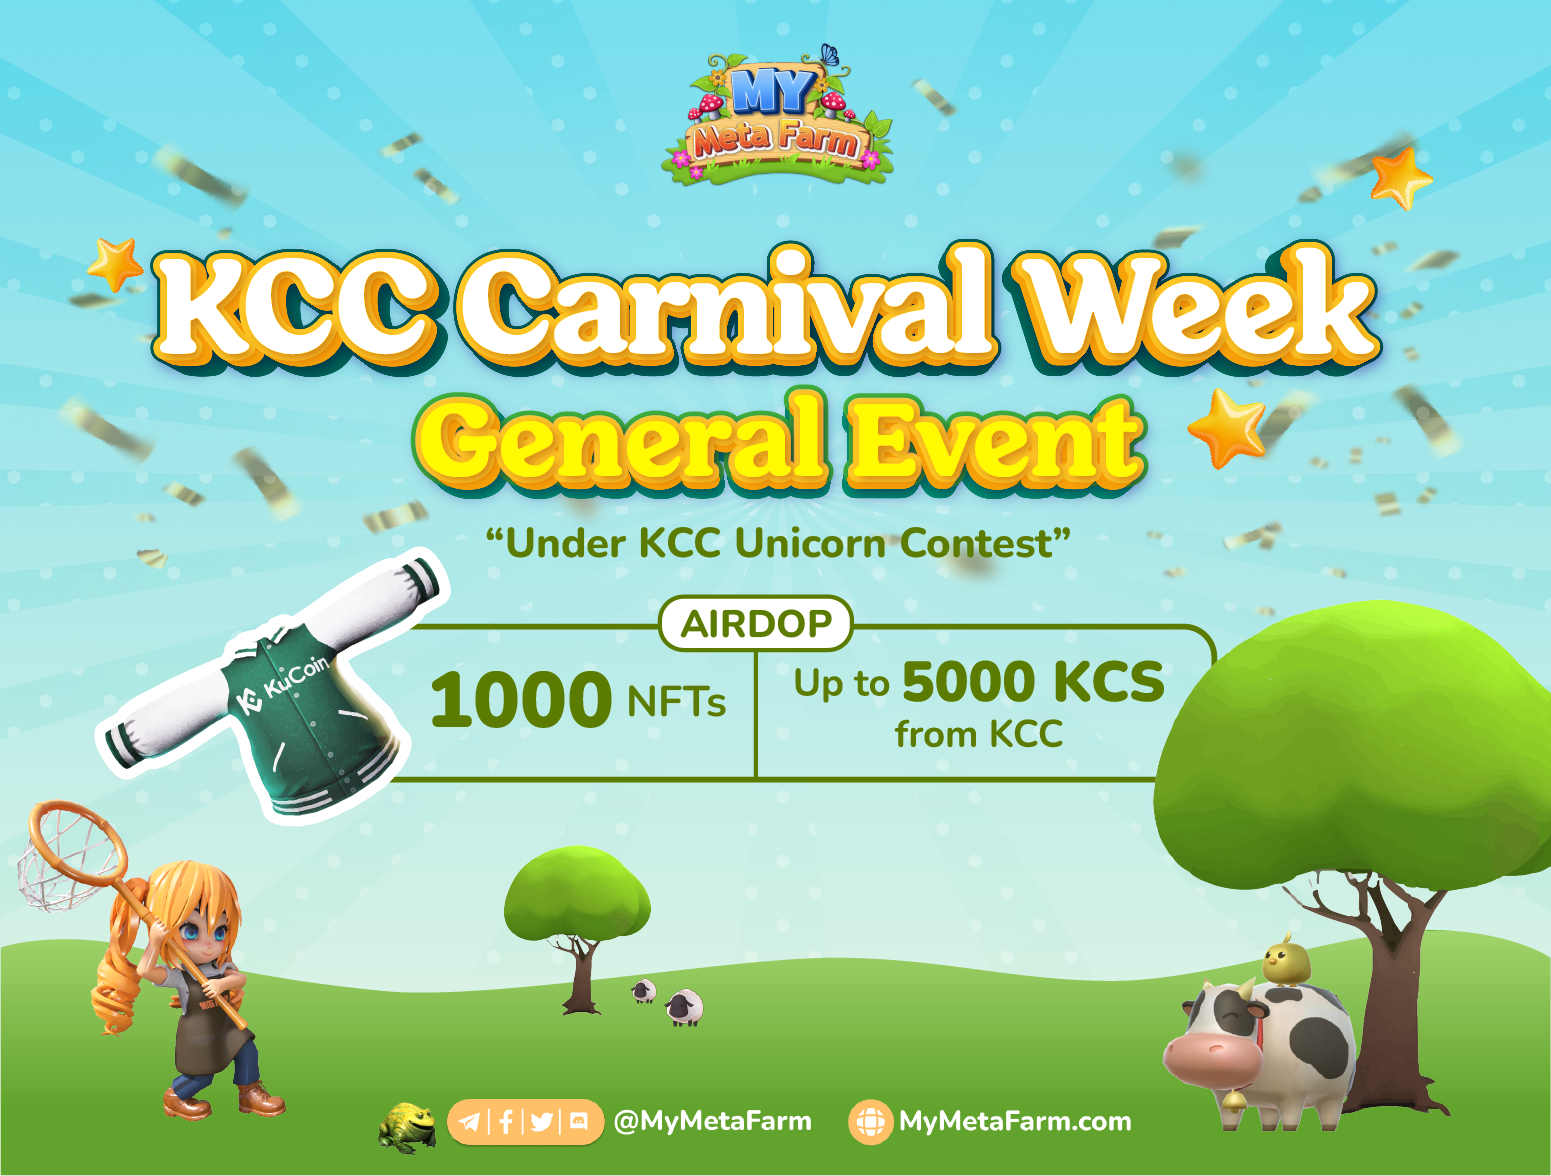 MY
Meta Farm
KCC Carnival Week
General Event
“Under KCC Unicorn Contest”
AIRDOP
KuCoin
1000 NFTs
Up to 5000 KCS
from KCC
@MyMetaFarm
MyMetaFarm.com